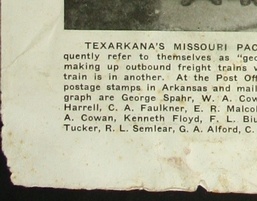 TEXARKANA'S MISSOURI PAC
quently refer to themselves as "geo
making up outbound freight trains w
train is in another. At the Post Off
postage stamps in Arkansas and mail
graph are George Spahr, W. A. Cow
Harrell, C. A. Faulkner, E. R. Malco
A. Cowan, Kenneth Floyd, F. L. Blu
Tucker, R. L. Semlear, G. A. Alford, C.